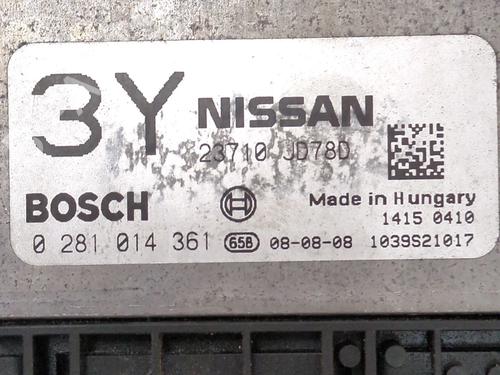 3Y NISSAN
23710 JD78D
BOSCH Made in Hungary
1415 0410
0 281 014 361 65B 08-08-08 1039S21017